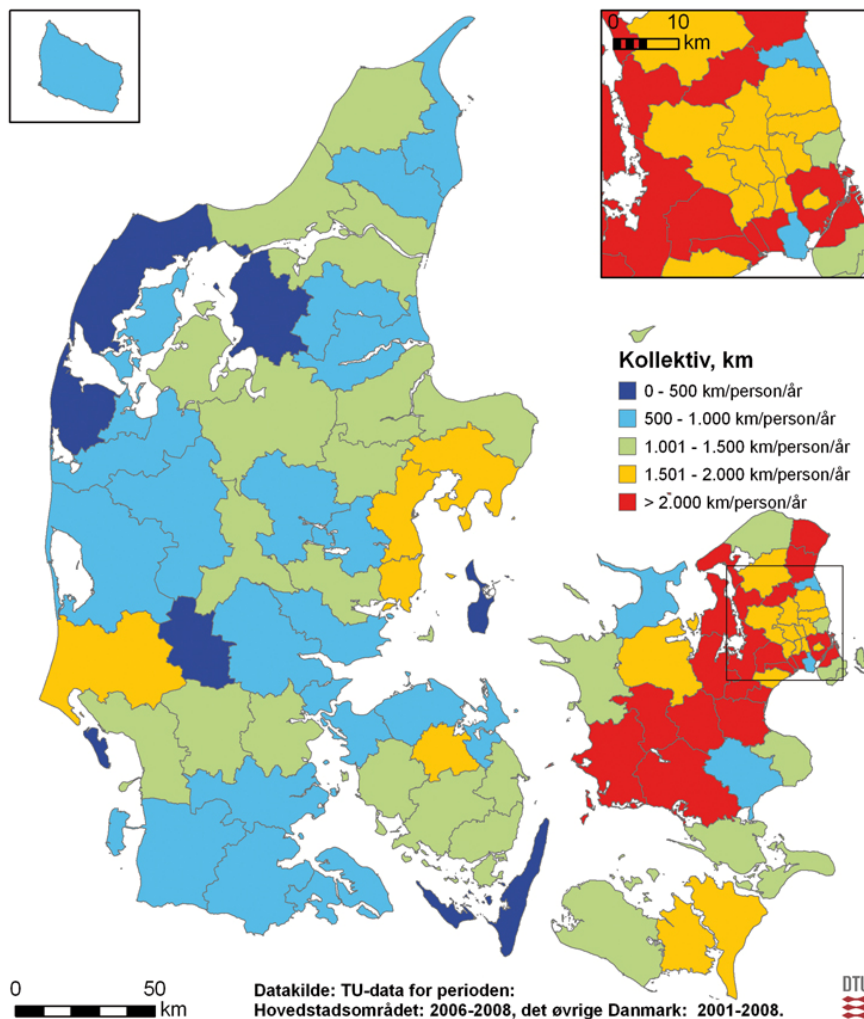 0 10
km
Kollektiv, km
0 - 500 km/person/år
500 - 1.000 km/person/år
1.001 - 1.500 km/person/år
1.501 - 2.000 km/person/år
> 2.000 km/person/år
0 50
km
Datakilde: TU-data for perioden:
Hovedstadsområdet: 2006-2008, det øvrige Danmark: 2001-2008.
DTU